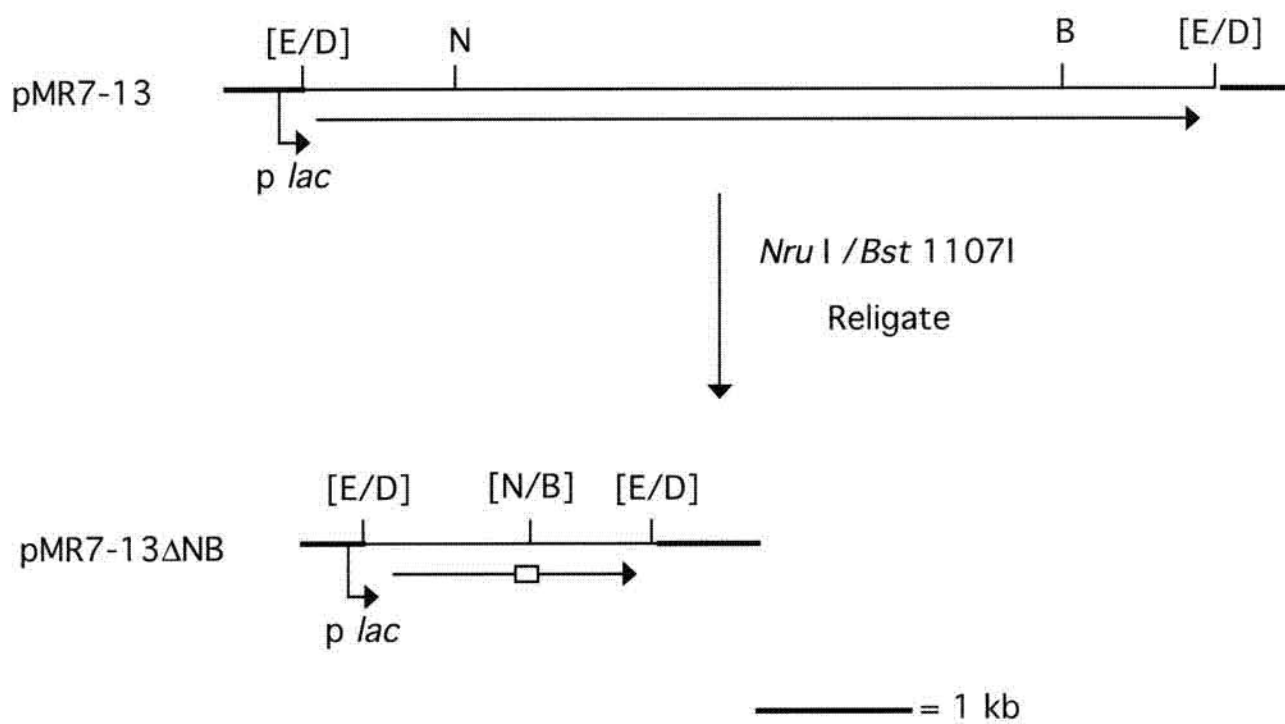 [E/D] N B [E/D]
pMR7-13
p lac
Nru I /Bst 1107I
Religate
[E/D] [N/B] [E/D]
pMR7-13ΔNB
p lac
= 1 kb